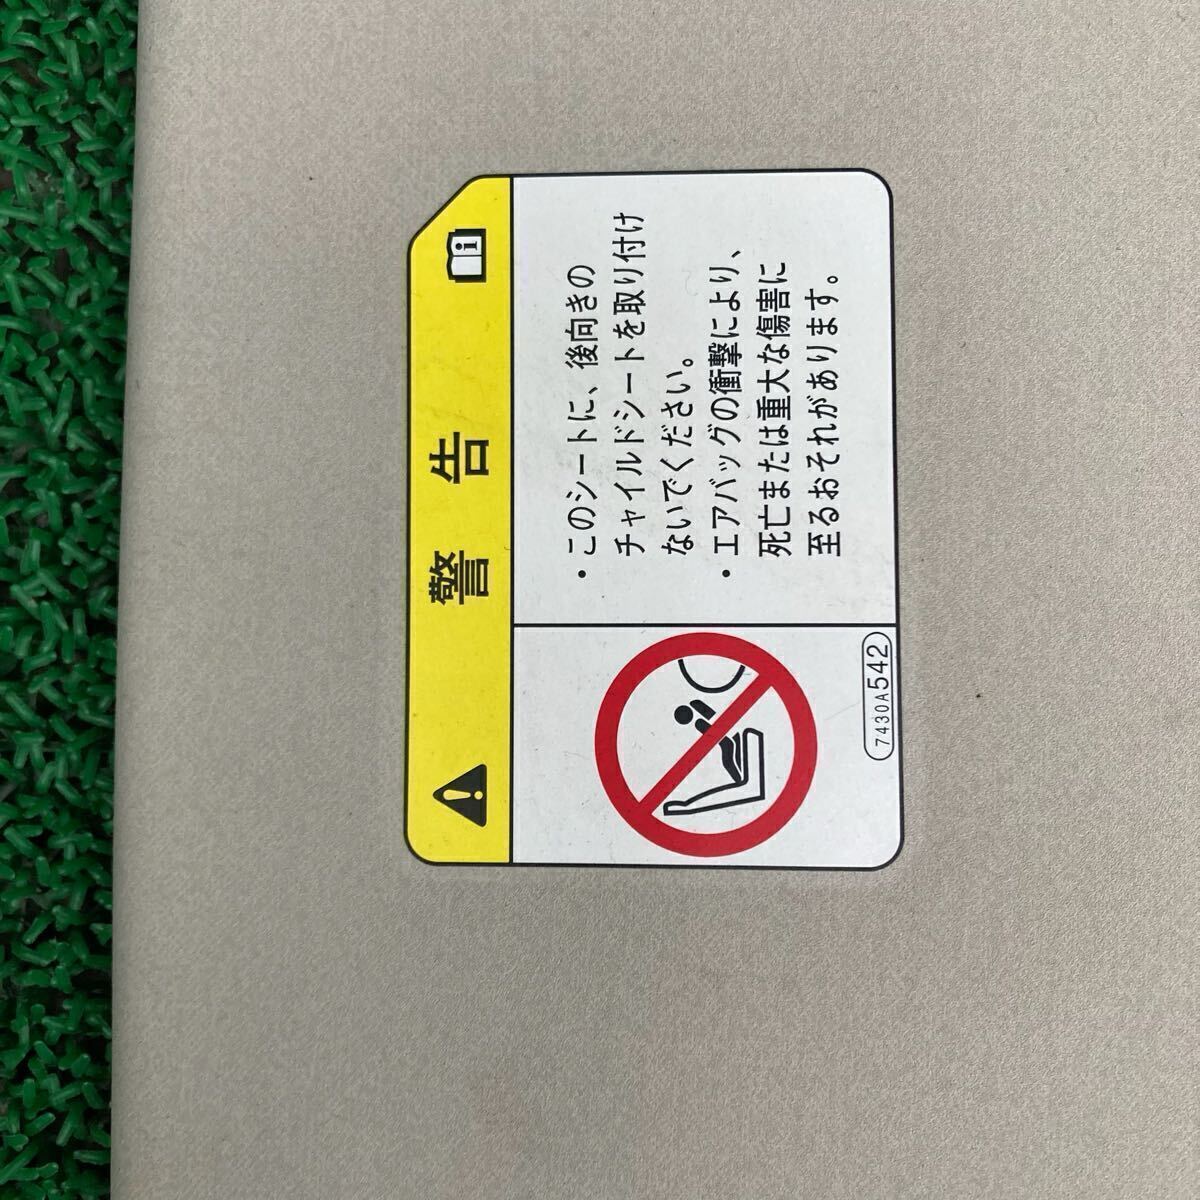 警告
・このシートに、後向きの
チャイルドシートを取り付け
ないでください。
・エアバッグの衝撃により、
死亡または重大な傷害に
至るおそれがあります。
7430A542